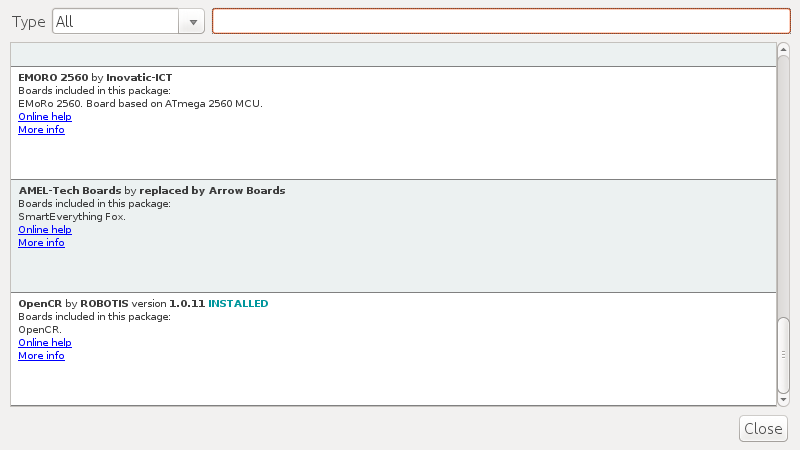 Type All
EMORO 2560 by Inovatic-ICT
Boards included in this package:
EMoRo 2560. Board based on ATmega 2560 MCU.
Online help
More info
AMEL-Tech Boards by replaced by Arrow Boards
Boards included in this package:
SmartEverything Fox.
Online help
More info
OpenCR by ROBOTIS version 1.0.11 INSTALLED
Boards included in this package:
OpenCR.
Online help
More info
Close